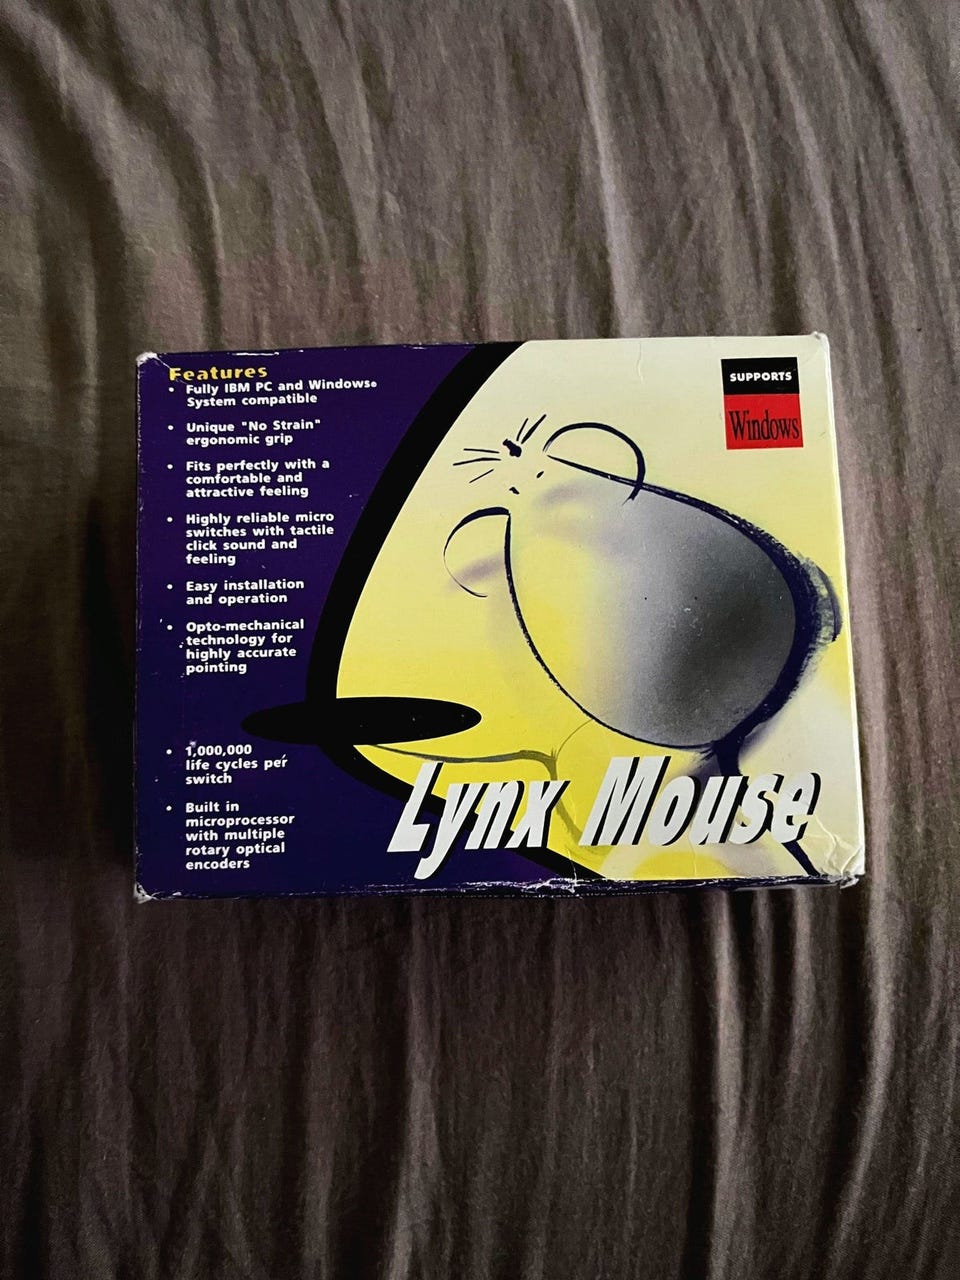 Features
• Fully IBM PC and Windows®
System compatible
• Unique "No Strain"
ergonomic grip
• Fits perfectly with a
comfortable and
attractive feeling
• Highly reliable micro
switches with tactile
click sound and
feeling
• Easy installation
and operation
• Opto-mechanical
technology for
highly accurate
pointing
• 1,000,000
life cycles per
switch
• Built in
microprocessor
with multiple
rotary optical
encoders
SUPPORTS
Windows
Lynx Mouse